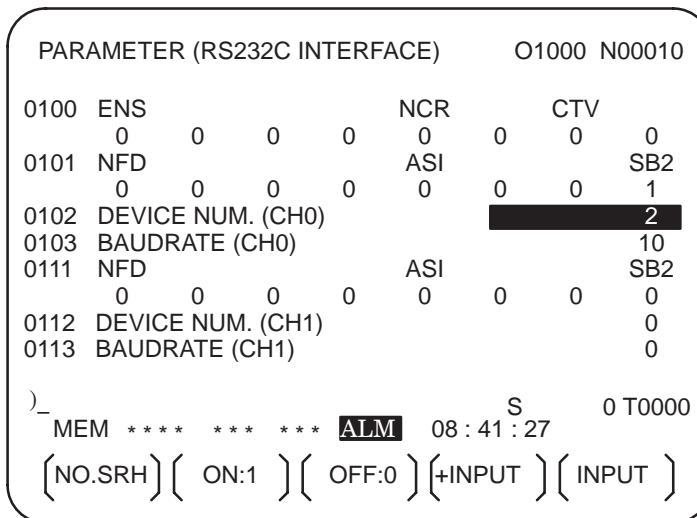 PARAMETER (RS232C INTERFACE) O1000 N00010
0100 ENS NCR CTV
0 0 0 0 0 0 0 0
0101 NFD ASI SB2
0 0 0 0 0 0 0 1
0102 DEVICE NUM. (CH0) 2
0103 BAUDRATE (CH0) 10
0111 NFD ASI SB2
0 0 0 0 0 0 0 0
0112 DEVICE NUM. (CH1) 0
0113 BAUDRATE (CH1) 0
)_ S 0 T0000
MEM **** *** *** ALM 08 : 41 : 27
[NO.SRH] [ ON:1 ] [ OFF:0 ] [+INPUT ] [ INPUT ]